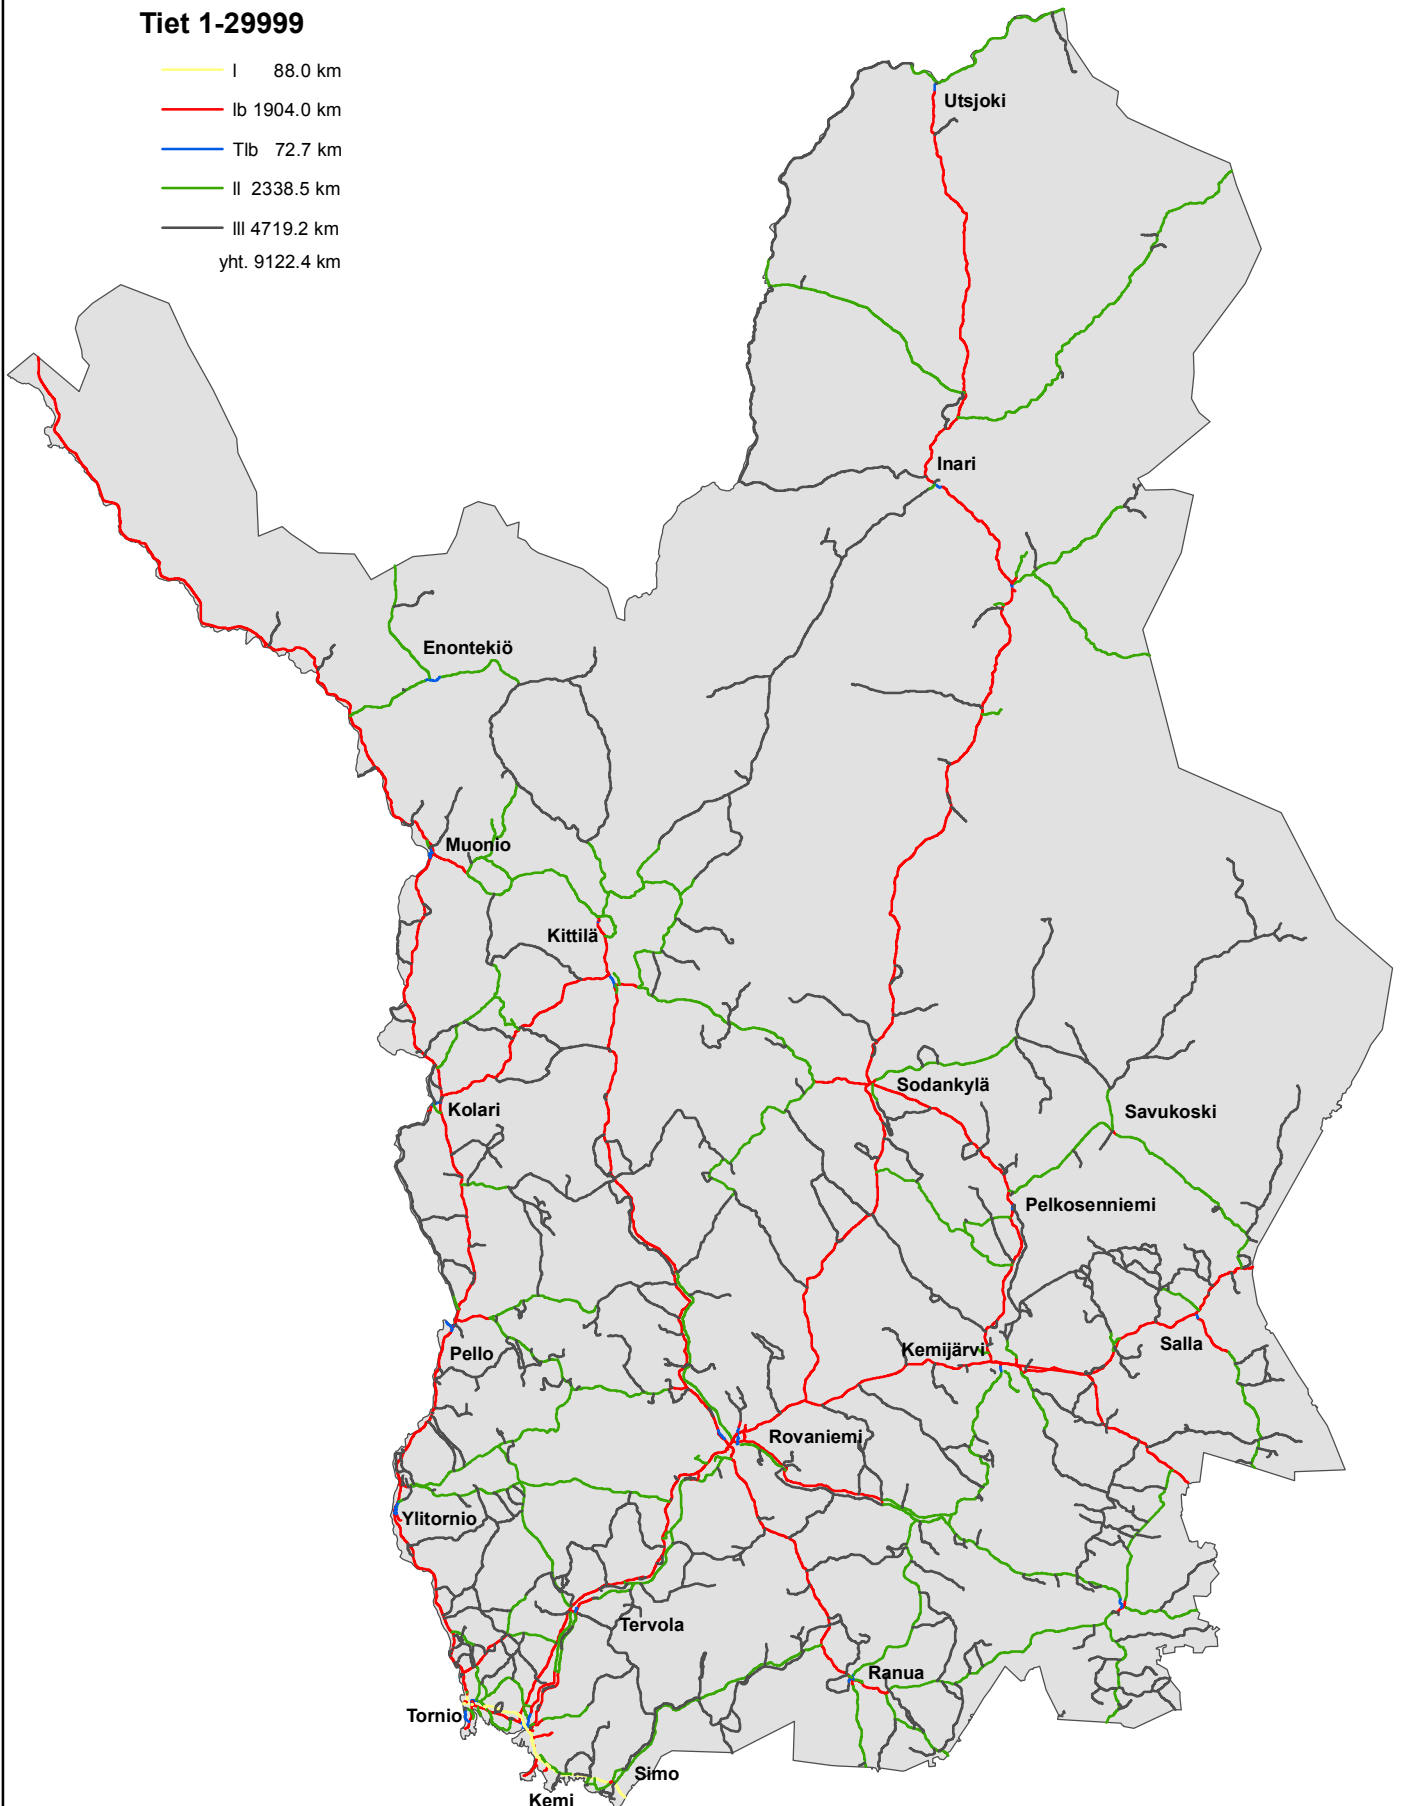 Tiet 1-29999
I 88.0 km
Ib 1904.0 km
TIb 72.7 km
II 2338.5 km
III 4719.2 km
yht. 9122.4 km
Utsjoki
Inari
Enontekiö
Muonio
Kittilä
Sodankylä
Kolari
Savukoski
Pelkosenniemi
Kemijärvi
Salla
Pello
Rovaniemi
Ylitornio
Tervola
Ranua
Tornio
Simo
Kemi